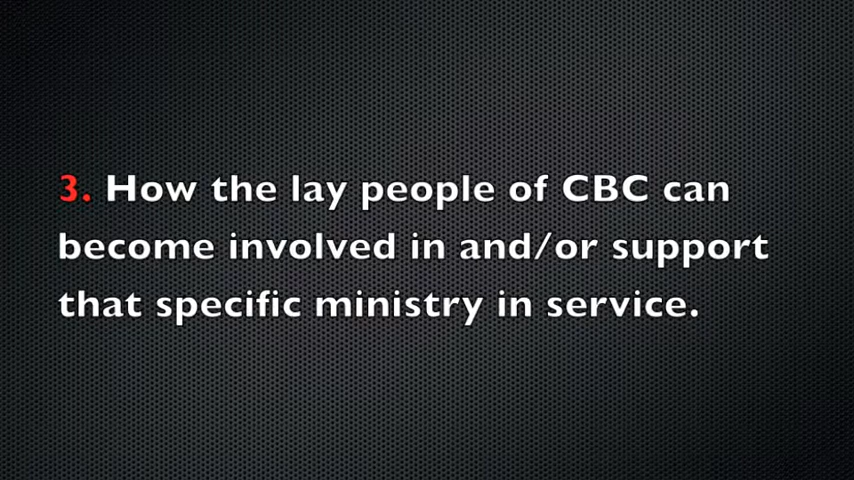 3. How the lay people of CBC can
become involved in and/or support
that specific ministry in service.